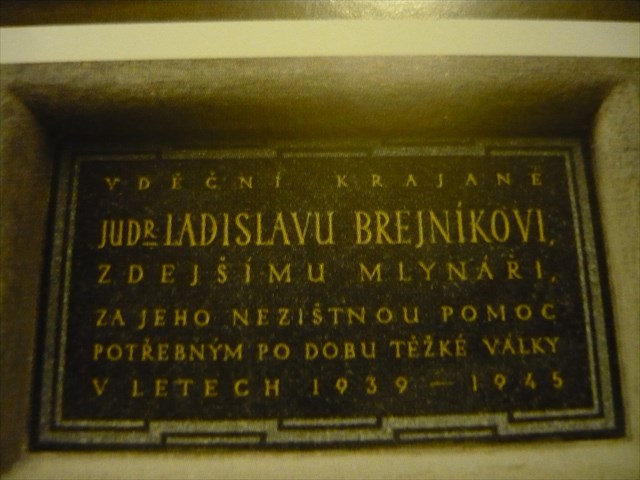 VDĚČNÍ KRAJANÉ
JUDR LADISLAVU BREJNÍKOVI,
ZDEJŠÍMU MLYNÁŘI,
ZA JEHO NEZIŠTNOU POMOC
POTŘEBNÝM PO DOBU TĚŽKÉ VÁLKY
V LETECH 1939 – 1945